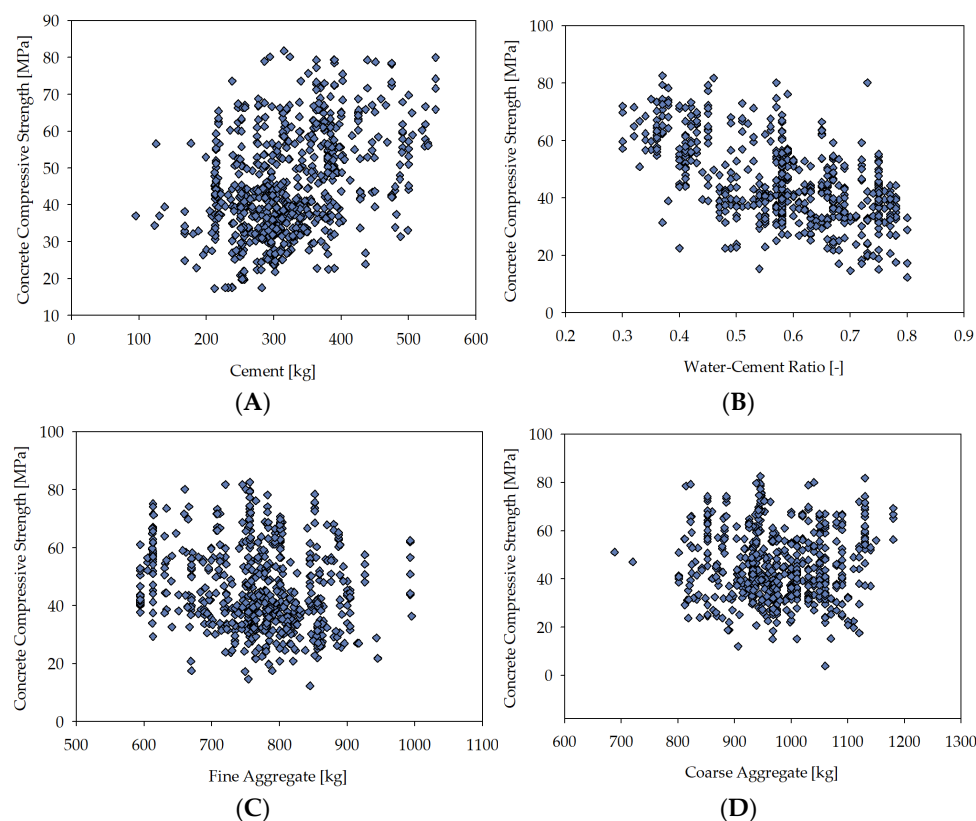 Concrete Compressive Strength [MPa]
90
80
70
60
50
40
30
20
10
0 100 200 300 400 500 600
Cement [kg]
(A)
Concrete Compressive Strength [MPa]
100
80
60
40
20
0
0.2 0.3 0.4 0.5 0.6 0.7 0.8 0.9
Water-Cement Ratio [-]
(B)
Concrete Compressive Strength [MPa]
100
80
60
40
20
0
500 600 700 800 900 1000 1100
Fine Aggregate [kg]
(C)
Concrete Compressive Strength [MPa]
100
80
60
40
20
0
600 700 800 900 1000 1100 1200 1300
Coarse Aggregate [kg]
(D)